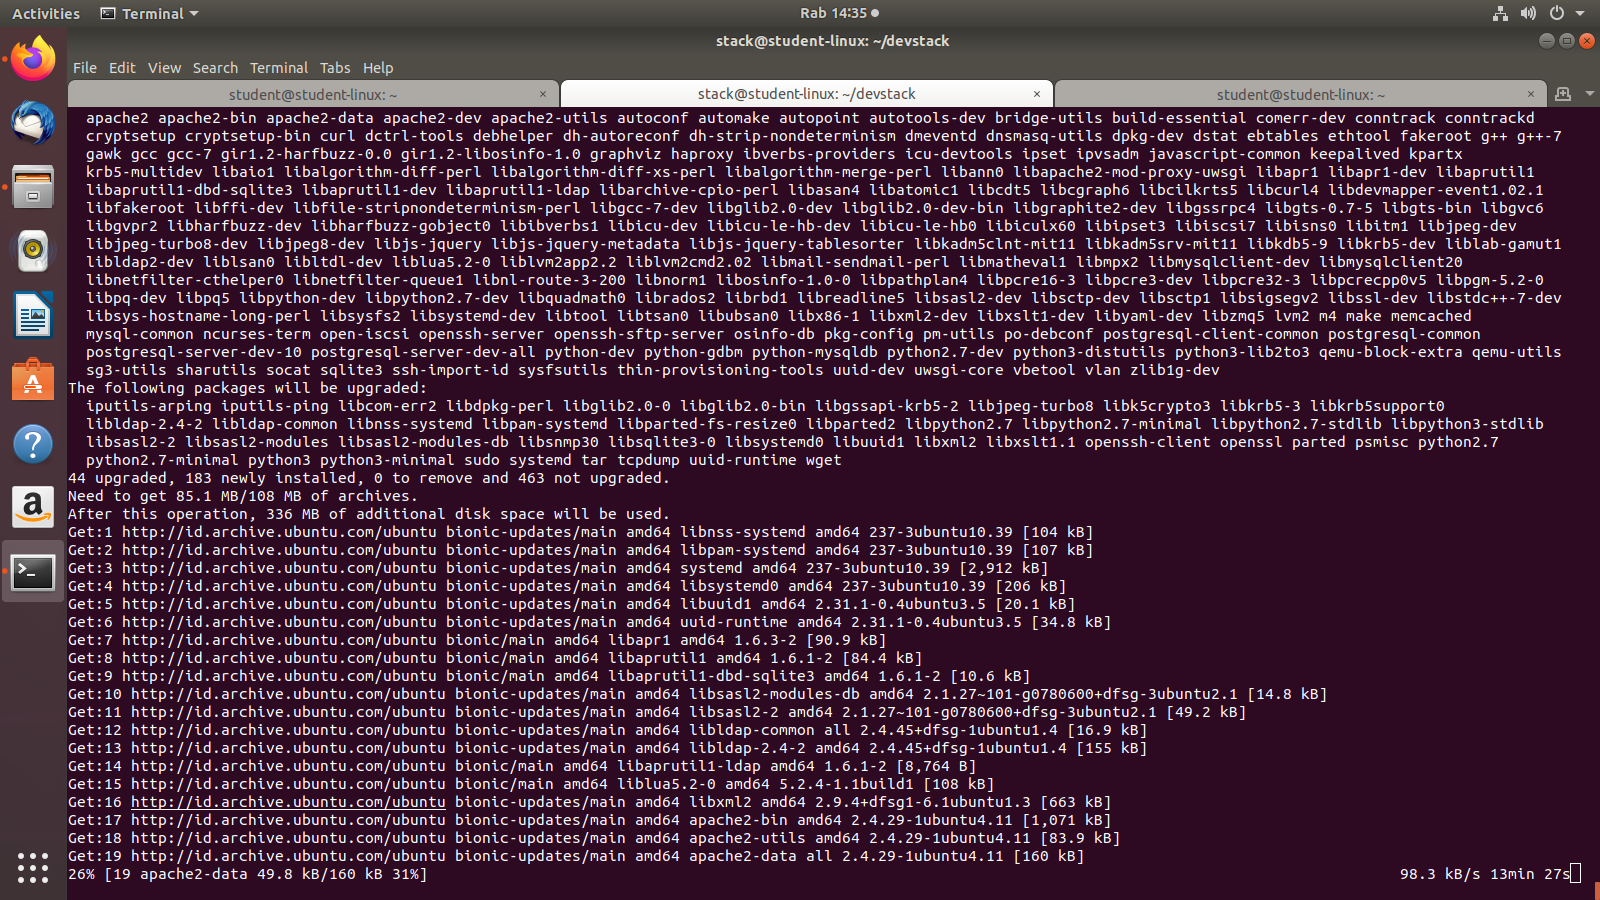 Activities
Terminal
Rab 14:35
stack@student-linux: ~/devstack
File Edit View Search Terminal Tabs Help
student@student-linux: ~ ×
stack@student-linux: ~/devstack ×
student@student-linux: ~ ×
apache2 apache2-bin apache2-data apache2-dev apache2-utils autoconf automake autopoint autotools-dev bridge-utils build-essential comerr-dev conntrack conntrackd
cryptsetup cryptsetup-bin curl dctrl-tools debhelper dh-autoreconf dh-strip-nondeterminism dmeventd dnsmasq-utils dpkg-dev dstat ebtables ethtool fakeroot g++ g++-7
gawk gcc gcc-7 gir1.2-harfbuzz-0.0 gir1.2-libosinfo-1.0 graphviz haproxy ibverbs-providers icu-devtools ipset ipvsadm javascript-common keepalived kpartx
krb5-multidev libaio1 libalgorithm-diff-perl libalgorithm-diff-xs-perl libalgorithm-merge-perl libann0 libapache2-mod-proxy-uwsgi libapr1 libapr1-dev libaprutil1
libaprutil1-dbd-sqlite3 libaprutil1-dev libaprutil1-ldap libarchive-cpio-perl libasan4 libatomic1 libcdt5 libcgraph6 libcilkrts5 libcurl4 libdevmapper-event1.02.1
libfakeroot libffi-dev libfile-stripnondeterminism-perl libgcc-7-dev libglib2.0-dev libglib2.0-dev-bin libgraphite2-dev libgssrpc4 libgts-0.7-5 libgts-bin libgvc6
libgvpr2 libharfbuzz-dev libharfbuzz-gobject0 libibverbs1 libicu-dev libicu-le-hb-dev libicu-le-hb0 libiculx60 libipset3 libiscsi7 libisns0 libitm1 libjpeg-dev
libjpeg-turbo8-dev libjpeg8-dev libjs-jquery libjs-jquery-metadata libjs-jquery-tablesorter libkadm5clnt-mit11 libkadm5srv-mit11 libkdb5-9 libkrb5-dev liblab-gamut1
libldap2-dev liblsan0 libltdl-dev liblua5.2-0 liblvm2app2.2 liblvm2cmd2.02 libmail-sendmail-perl libmatheval1 libmpx2 libmysqlclient-dev libmysqlclient20
libnetfilter-cthelper0 libnetfilter-queue1 libnl-route-3-200 libnorm1 libosinfo-1.0-0 libpathplan4 libpcre16-3 libpcre3-dev libpcre32-3 libpcrecpp0v5 libpgm-5.2-0
libpq-dev libpq5 libpython-dev libpython2.7-dev libquadmath0 librados2 librbd1 libreadline5 libsasl2-dev libsctp-dev libsctp1 libsigsegv2 libssl-dev libstdc++-7-dev
libsys-hostname-long-perl libsysfs2 libsystemd-dev libtool libtsan0 libubsan0 libx86-1 libxml2-dev libxslt1-dev libyaml-dev libzmq5 lvm2 m4 make memcached
mysql-common ncurses-term open-iscsi openssh-server openssh-sftp-server osinfo-db pkg-config pm-utils po-debconf postgresql-client-common postgresql-common
postgresql-server-dev-10 postgresql-server-dev-all python-dev python-gdbm python-mysqldb python2.7-dev python3-distutils python3-lib2to3 qemu-block-extra qemu-utils
sg3-utils sharutils socat sqlite3 ssh-import-id sysfsutils thin-provisioning-tools uuid-dev uwsgi-core vbetool vlan zlib1g-dev
The following packages will be upgraded:
iputils-arping iputils-ping libcom-err2 libdpkg-perl libglib2.0-0 libglib2.0-bin libgssapi-krb5-2 libjpeg-turbo8 libk5crypto3 libkrb5-3 libkrb5support0
libldap-2.4-2 libldap-common libnss-systemd libpam-systemd libparted-fs-resize0 libparted2 libpython2.7 libpython2.7-minimal libpython2.7-stdlib libpython3-stdlib
libsasl2-2 libsasl2-modules libsasl2-modules-db libsnmp30 libsqlite3-0 libsystemd0 libuuid1 libxml2 libxslt1.1 openssh-client openssl parted psmisc python2.7
python2.7-minimal python3 python3-minimal sudo systemd tar tcpdump uuid-runtime wget
44 upgraded, 183 newly installed, 0 to remove and 463 not upgraded.
Need to get 85.1 MB/108 MB of archives.
After this operation, 336 MB of additional disk space will be used.
Get:1 http://id.archive.ubuntu.com/ubuntu bionic-updates/main amd64 libnss-systemd amd64 237-3ubuntu10.39 [104 kB]
Get:2 http://id.archive.ubuntu.com/ubuntu bionic-updates/main amd64 libpam-systemd amd64 237-3ubuntu10.39 [107 kB]
Get:3 http://id.archive.ubuntu.com/ubuntu bionic-updates/main amd64 systemd amd64 237-3ubuntu10.39 [2,912 kB]
Get:4 http://id.archive.ubuntu.com/ubuntu bionic-updates/main amd64 libsystemd0 amd64 237-3ubuntu10.39 [206 kB]
Get:5 http://id.archive.ubuntu.com/ubuntu bionic-updates/main amd64 libuuid1 amd64 2.31.1-0.4ubuntu3.5 [20.1 kB]
Get:6 http://id.archive.ubuntu.com/ubuntu bionic-updates/main amd64 uuid-runtime amd64 2.31.1-0.4ubuntu3.5 [34.8 kB]
Get:7 http://id.archive.ubuntu.com/ubuntu bionic/main amd64 libapr1 amd64 1.6.3-2 [90.9 kB]
Get:8 http://id.archive.ubuntu.com/ubuntu bionic/main amd64 libaprutil1 amd64 1.6.1-2 [84.4 kB]
Get:9 http://id.archive.ubuntu.com/ubuntu bionic/main amd64 libaprutil1-dbd-sqlite3 amd64 1.6.1-2 [10.6 kB]
Get:10 http://id.archive.ubuntu.com/ubuntu bionic-updates/main amd64 libsasl2-modules-db amd64 2.1.27~101-g0780600+dfsg-3ubuntu2.1 [14.8 kB]
Get:11 http://id.archive.ubuntu.com/ubuntu bionic-updates/main amd64 libsasl2-2 amd64 2.1.27~101-g0780600+dfsg-3ubuntu2.1 [49.2 kB]
Get:12 http://id.archive.ubuntu.com/ubuntu bionic-updates/main amd64 libldap-common all 2.4.45+dfsg-1ubuntu1.4 [16.9 kB]
Get:13 http://id.archive.ubuntu.com/ubuntu bionic-updates/main amd64 libldap-2.4-2 amd64 2.4.45+dfsg-1ubuntu1.4 [155 kB]
Get:14 http://id.archive.ubuntu.com/ubuntu bionic/main amd64 libaprutil1-ldap amd64 1.6.1-2 [8,764 B]
Get:15 http://id.archive.ubuntu.com/ubuntu bionic/main amd64 liblua5.2-0 amd64 5.2.4-1.1build1 [108 kB]
Get:16 http://id.archive.ubuntu.com/ubuntu bionic-updates/main amd64 libxml2 amd64 2.9.4+dfsg1-6.1ubuntu1.3 [663 kB]
Get:17 http://id.archive.ubuntu.com/ubuntu bionic-updates/main amd64 apache2-bin amd64 2.4.29-1ubuntu4.11 [1,071 kB]
Get:18 http://id.archive.ubuntu.com/ubuntu bionic-updates/main amd64 apache2-utils amd64 2.4.29-1ubuntu4.11 [83.9 kB]
Get:19 http://id.archive.ubuntu.com/ubuntu bionic-updates/main amd64 apache2-data all 2.4.29-1ubuntu4.11 [160 kB]
26% [19 apache2-data 49.8 kB/160 kB 31%] 98.3 kB/s 13min 27s